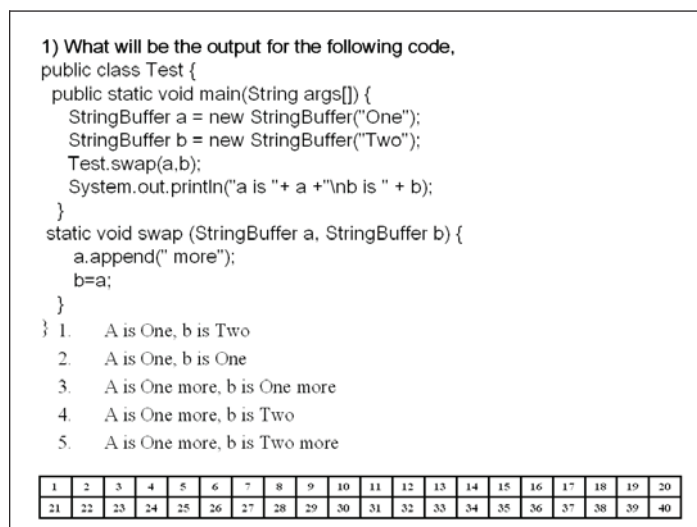 1) What will be the output for the following code,
public class Test {
public static void main(String args[]) {
StringBuffer a = new StringBuffer("One");
StringBuffer b = new StringBuffer("Two");
Test.swap(a,b);
System.out.println("a is "+ a +"\nb is " + b);
}
static void swap (StringBuffer a, StringBuffer b) {
a.append(" more");
b=a;
}
} 1. A is One, b is Two
2. A is One, b is One
3. A is One more, b is One more
4. A is One more, b is Two
5. A is One more, b is Two more
1 2 3 4 5 6 7 8 9 10 11 12 13 14 15 16 17 18 19 20
21 22 23 24 25 26 27 28 29 30 31 32 33 34 35 36 37 38 39 40